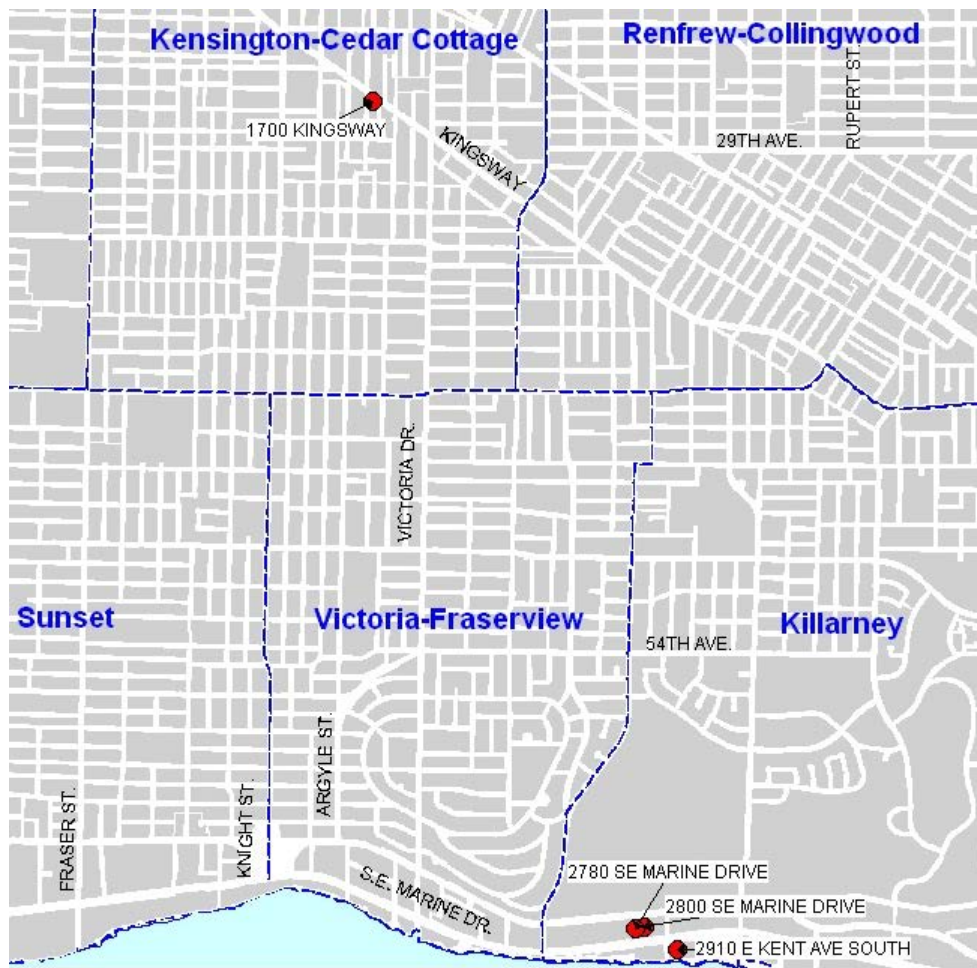 Kensington-Cedar Cottage
Renfrew-Collingwood
RUPERT ST.
1700 KINGSWAY
KINGSWAY
29TH AVE.
VICTORIA DR.
Sunset
Victoria-Fraserview
Killarney
54TH AVE.
ARGYLE ST.
KNIGHT ST.
FRASER ST.
S.E. MARINE DR.
2780 SE MARINE DRIVE
2800 SE MARINE DRIVE
2910 E KENT AVE SOUTH